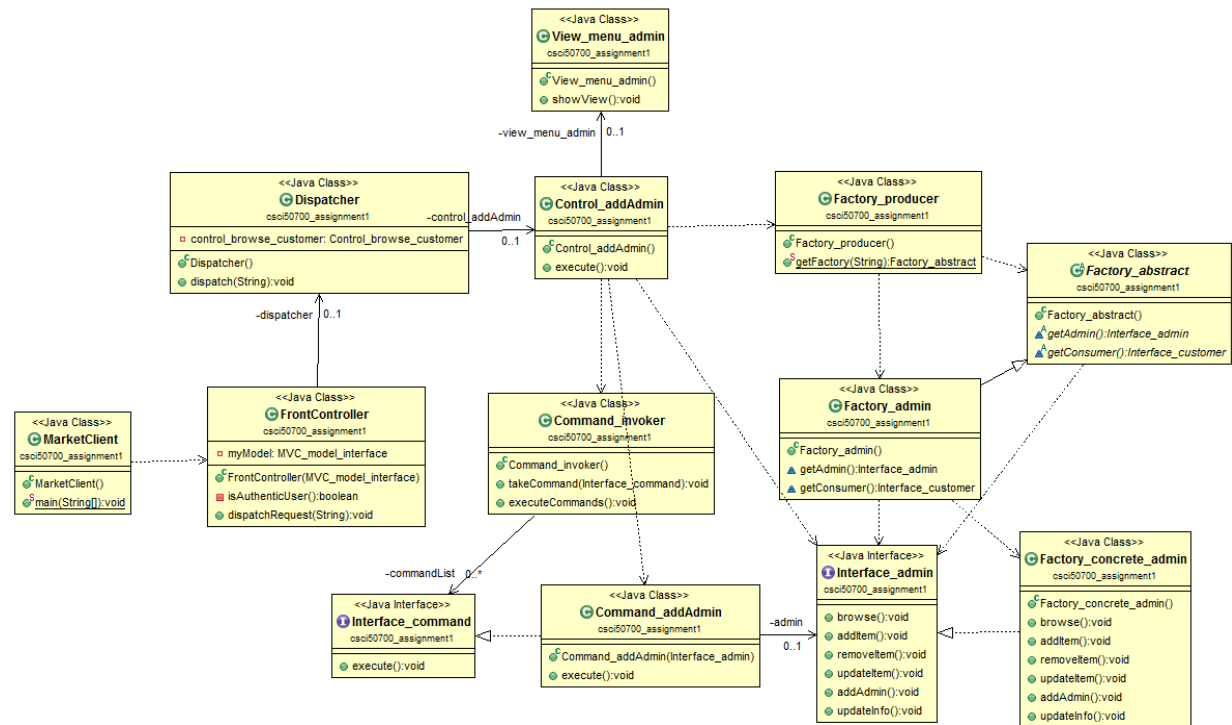 <<Java Class>>
View_menu_admin
csci50700_assignment1
View_menu_admin()
showView():void
-view_menu_admin
0..1
<<Java Class>>
Dispatcher
csci50700_assignment1
control_browse_customer: Control_browse_customer
Dispatcher()
dispatch(String):void
-control_addAdmin
0..1
<<Java Class>>
Control_addAdmin
csci50700_assignment1
Control_addAdmin()
execute():void
<<Java Class>>
Factory_producer
csci50700_assignment1
Factory_producer()
getFactory(String):Factory_abstract
<<Java Class>>
Factory_abstract
csci50700_assignment1
Factory_abstract()
getAdmin():Interface_admin
getConsumer():Interface_customer
-dispatcher
0..1
<<Java Class>>
MarketClient
csci50700_assignment1
MarketClient()
main(String[]):void
<<Java Class>>
FrontController
csci50700_assignment1
myModel: MVC_model_interface
FrontController(MVC_model_interface)
isAuthenticUser():boolean
dispatchRequest(String):void
<<Java Class>>
Command_invoker
csci50700_assignment1
Command_invoker()
takeCommand(Interface_command):void
executeCommands():void
<<Java Class>>
Factory_admin
csci50700_assignment1
Factory_admin()
getAdmin():Interface_admin
getConsumer():Interface_customer
-commandList
0..*
<<Java Interface>>
Interface_command
csci50700_assignment1
execute():void
<<Java Class>>
Command_addAdmin
csci50700_assignment1
Command_addAdmin(Interface_admin)
execute():void
-admin
0..1
<<Java Interface>>
Interface_admin
csci50700_assignment1
browse():void
addItem():void
removeItem():void
updateItem():void
addAdmin():void
updateInfo():void
<<Java Class>>
Factory_concrete_admin
csci50700_assignment1
Factory_concrete_admin()
browse():void
addItem():void
removeItem():void
updateItem():void
addAdmin():void
updateInfo():void